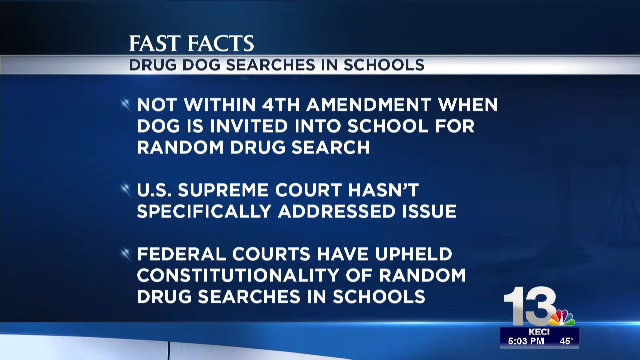 FAST FACTS
DRUG DOG SEARCHES IN SCHOOLS
NOT WITHIN 4TH AMENDMENT WHEN
DOG IS INVITED INTO SCHOOL FOR
RANDOM DRUG SEARCH
U.S. SUPREME COURT HASN'T
SPECIFICALLY ADDRESSED ISSUE
FEDERAL COURTS HAVE UPHELD
CONSTITUTIONALITY OF RANDOM
DRUG SEARCHES IN SCHOOLS
13
KECI
5:03 PM 45°